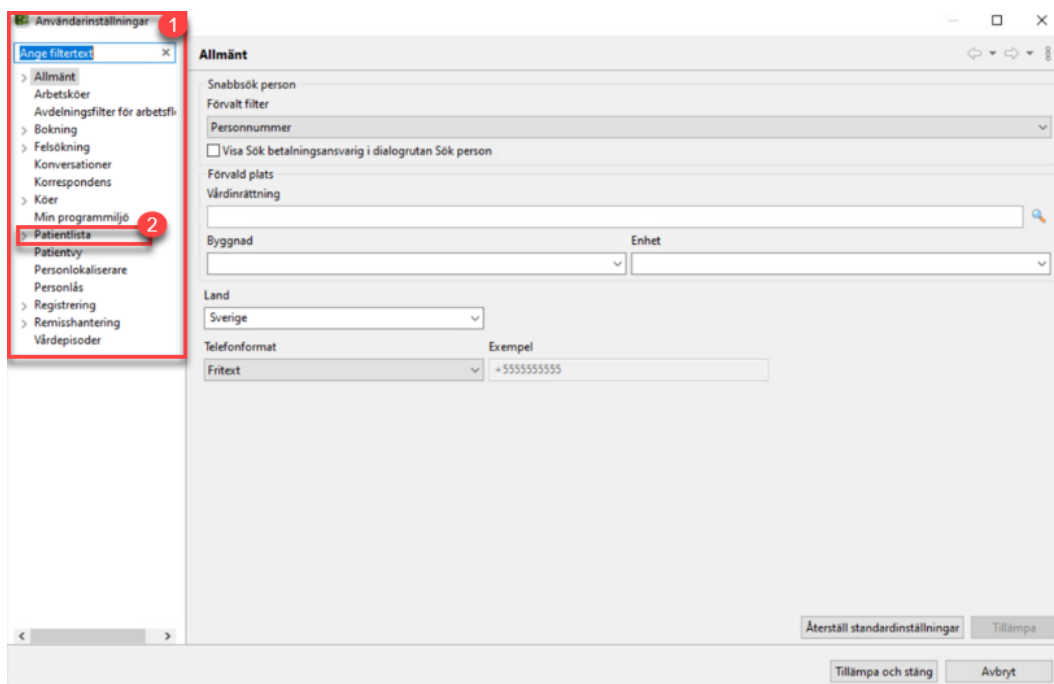 Användarinställningar
1
Ange filtertext
Allmänt
Arbetsköer
Avdelningsfilter för arbetsfl
Bokning
Felsökning
Konversationer
Korrespondens
Köer
Min programmiljö
2
Patientlista
Patientvy
Personlokaliserare
Personlås
Registrering
Remisshantering
Vårdepisoder
Allmänt
Snabbsök person
Förvalt filter
Personnummer
Visa Sök betalningsansvarig i dialogrutan Sök person
Förvald plats
Vårdinrättning
Byggnad Enhet
Land
Sverige
Telefonformat Exempel
Fritext +5555555555
Återställ standardinställningar Tillämpa
Tillämpa och stäng Avbryt